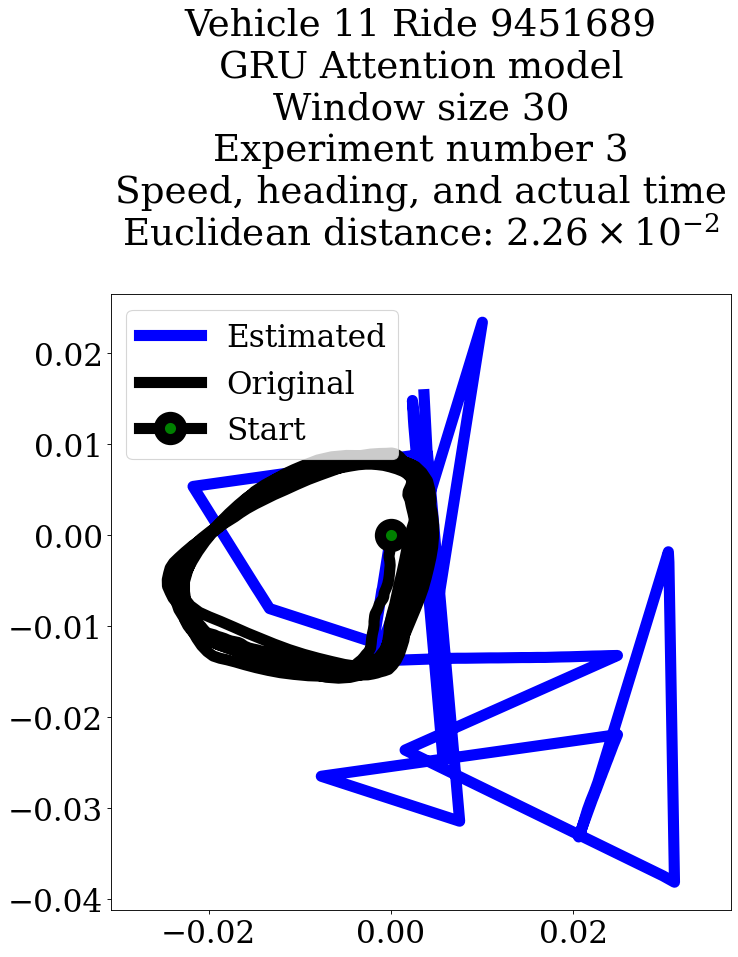 Vehicle 11 Ride 9451689
GRU Attention model
Window size 30
Experiment number 3
Speed, heading, and actual time
Euclidean distance: 2.26 × 10⁻²
Estimated
Original
Start
0.02
0.01
0.00
−0.01
−0.02
−0.03
−0.04
−0.02
0.00
0.02